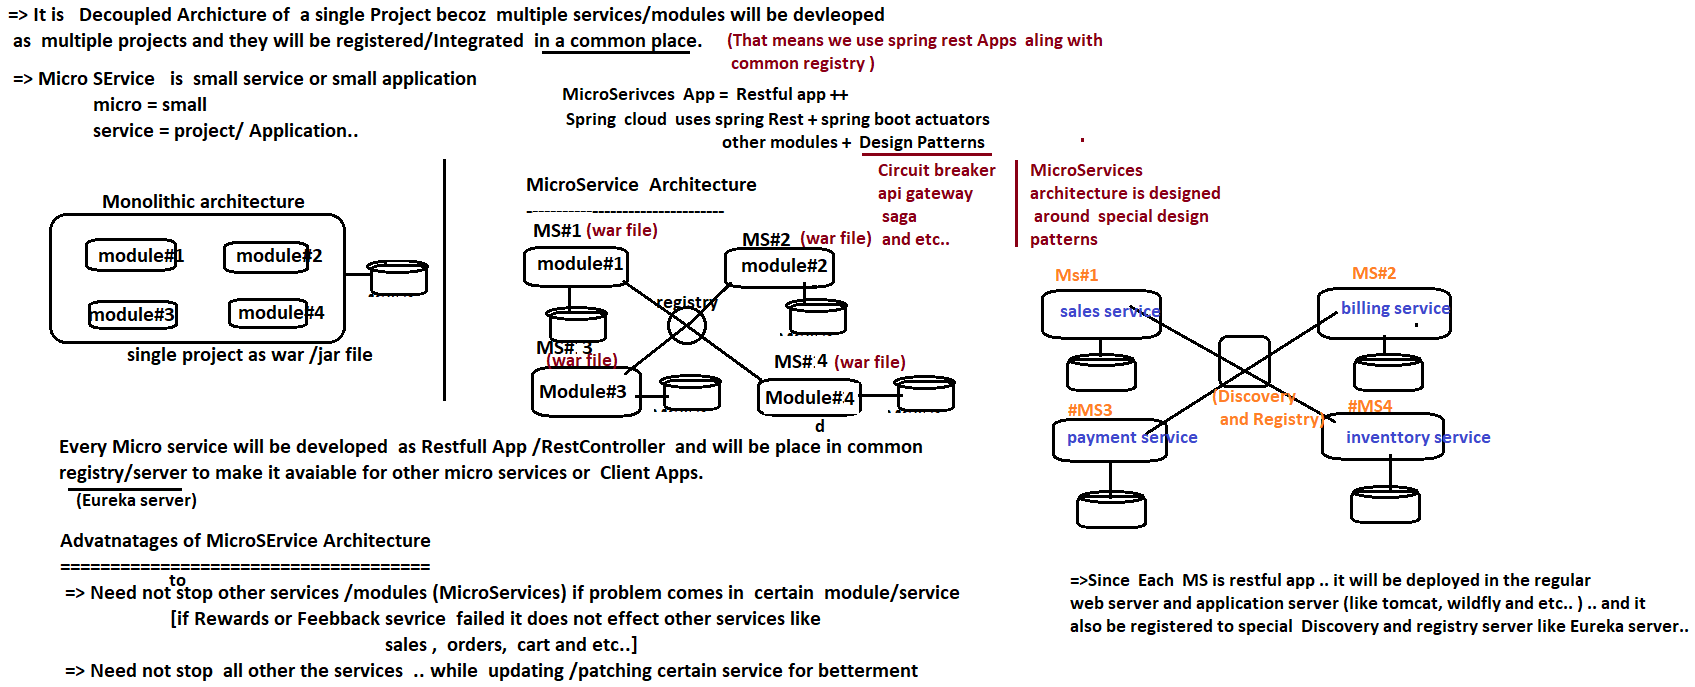 => It is Decoupled Archicture of a single Project becoz multiple services/modules will be devleoped
as multiple projects and they will be registered/Integrated in a common place.
(That means we use spring rest Apps aling with
common registry )
=> Micro SErvice is small service or small application
micro = small
service = project/ Application..
MicroSerivces App = Restful app ++
Spring cloud uses spring Rest + spring boot actuators
other modules + Design Patterns
Circuit breaker
api gateway
saga
and etc..
MicroServices
architecture is designed
around special design
patterns
Monolithic architecture
module#1
module#2
module#3
module#4
single project as war /jar file
MicroService Architecture
------------------------------------
MS#1 (war file)
module#1
MS#2 (war file)
module#2
registry
MS#:3
(war file)
Module#3
MS#:4 (war file)
Module#4
d
Ms#1
sales service
MS#2
billing service
(Discovery
and Registry)
#MS3
payment service
#MS4
inventtory service
Every Micro service will be developed as Restfull App /RestController and will be place in common
registry/server to make it avaiable for other micro services or Client Apps.
(Eureka server)
Advatnatages of MicroSErvice Architecture
=====================================
to
=> Need not stop other services /modules (MicroServices) if problem comes in certain module/service
[if Rewards or Feebback sevrice failed it does not effect other services like
sales , orders, cart and etc..]
=> Need not stop all other the services .. while updating /patching certain service for betterment
=>Since Each MS is restful app .. it will be deployed in the regular
web server and application server (like tomcat, wildfly and etc.. ) .. and it
also be registered to special Discovery and registry server like Eureka server..